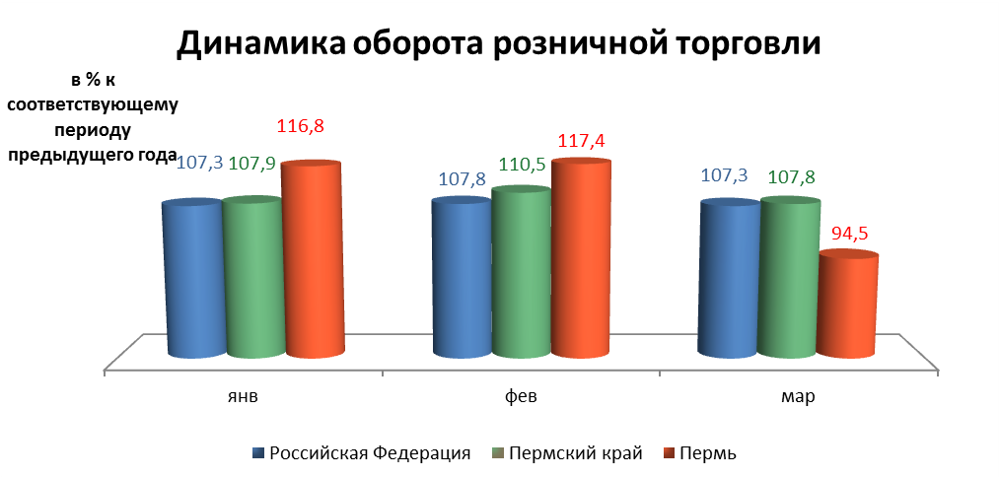 Динамика оборота розничной торговли
в % к
соответствующему
периоду
предыдущего года
107,3 107,9 116,8
107,8 110,5 117,4
107,3 107,8 94,5
янв фев мар
Российская Федерация Пермский край Пермь